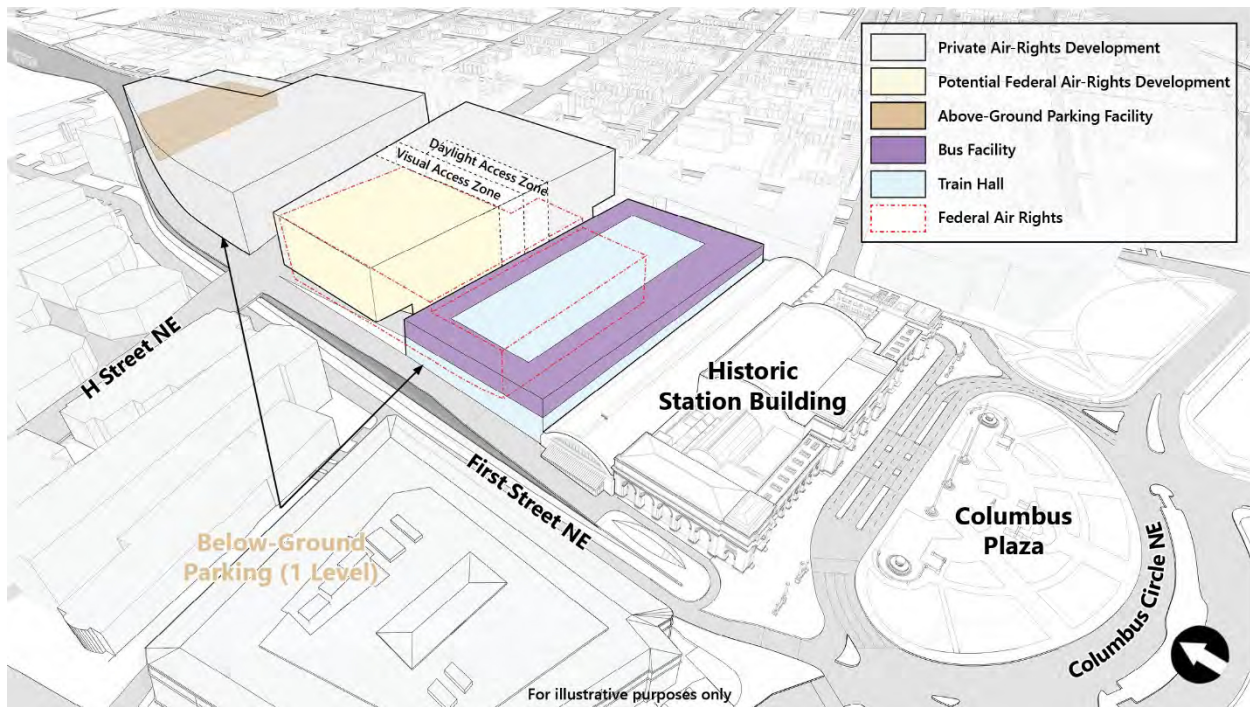 Private Air-Rights Development
Potential Federal Air-Rights Development
Above-Ground Parking Facility
Bus Facility
Train Hall
Federal Air Rights
Daylight Access Zone
Visual Access Zone
H Street NE
Historic
Station Building
First Street NE
Columbus
Plaza
Below-Ground
Parking (1 Level)
Columbus Circle NE
For illustrative purposes only